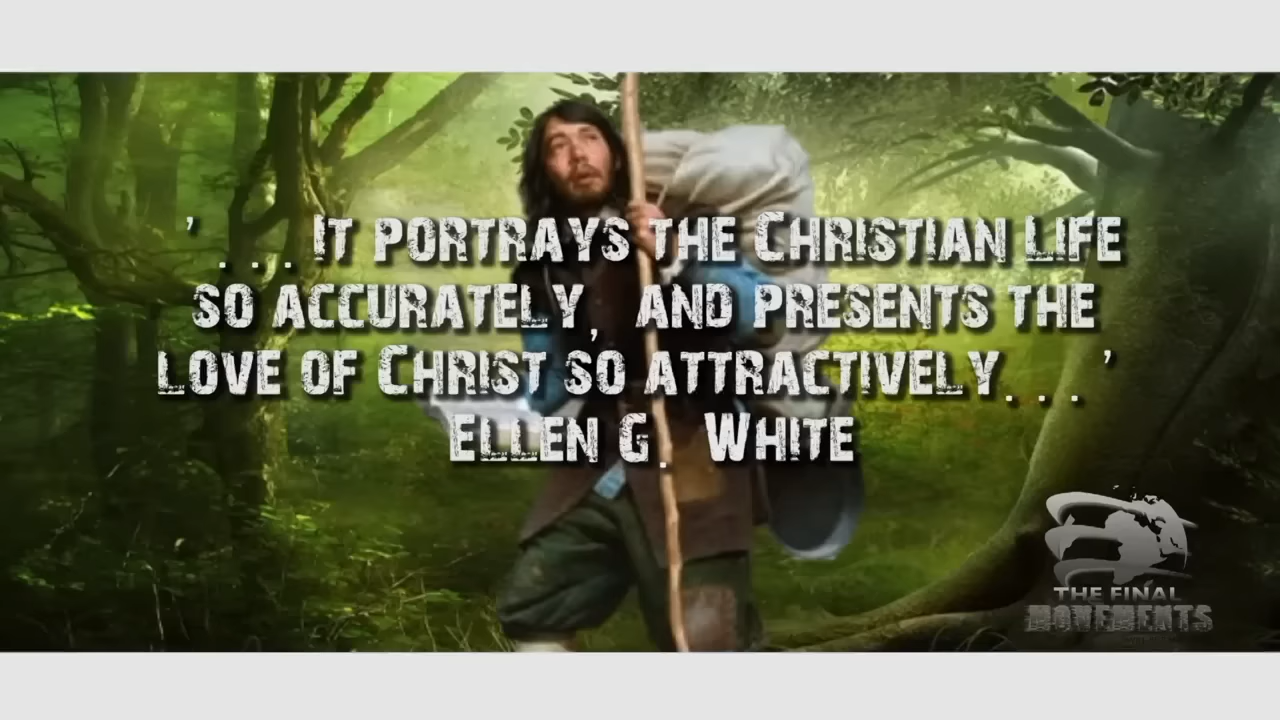 '...It portrays the Christian life
so accurately, and presents the
love of Christ so attractively...'
Ellen G. White
THE FINAL
MOVEMENTS